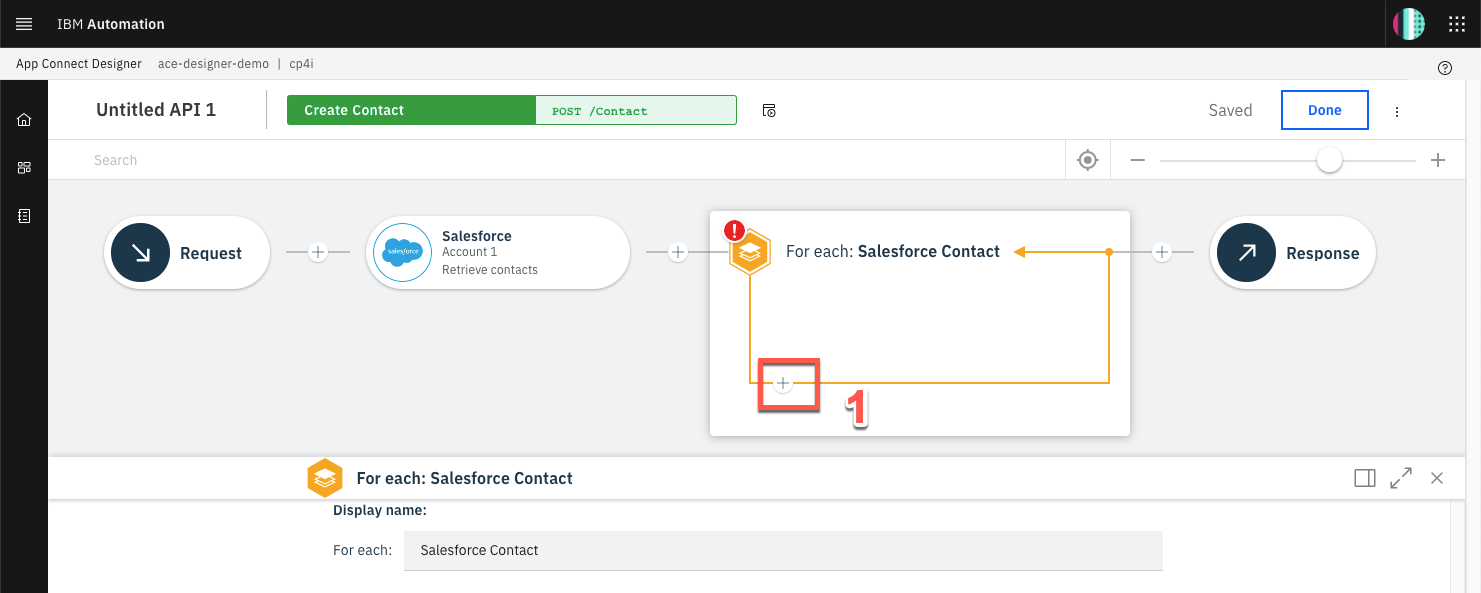 IBM Automation
App Connect Designer ace-designer-demo | cp4i
Untitled API 1
Create Contact
POST /Contact
Saved
Done
Search
Request
salesforce
Salesforce
Account 1
Retrieve contacts
!
For each: Salesforce Contact
Response
1
For each: Salesforce Contact
Display name:
For each:
Salesforce Contact